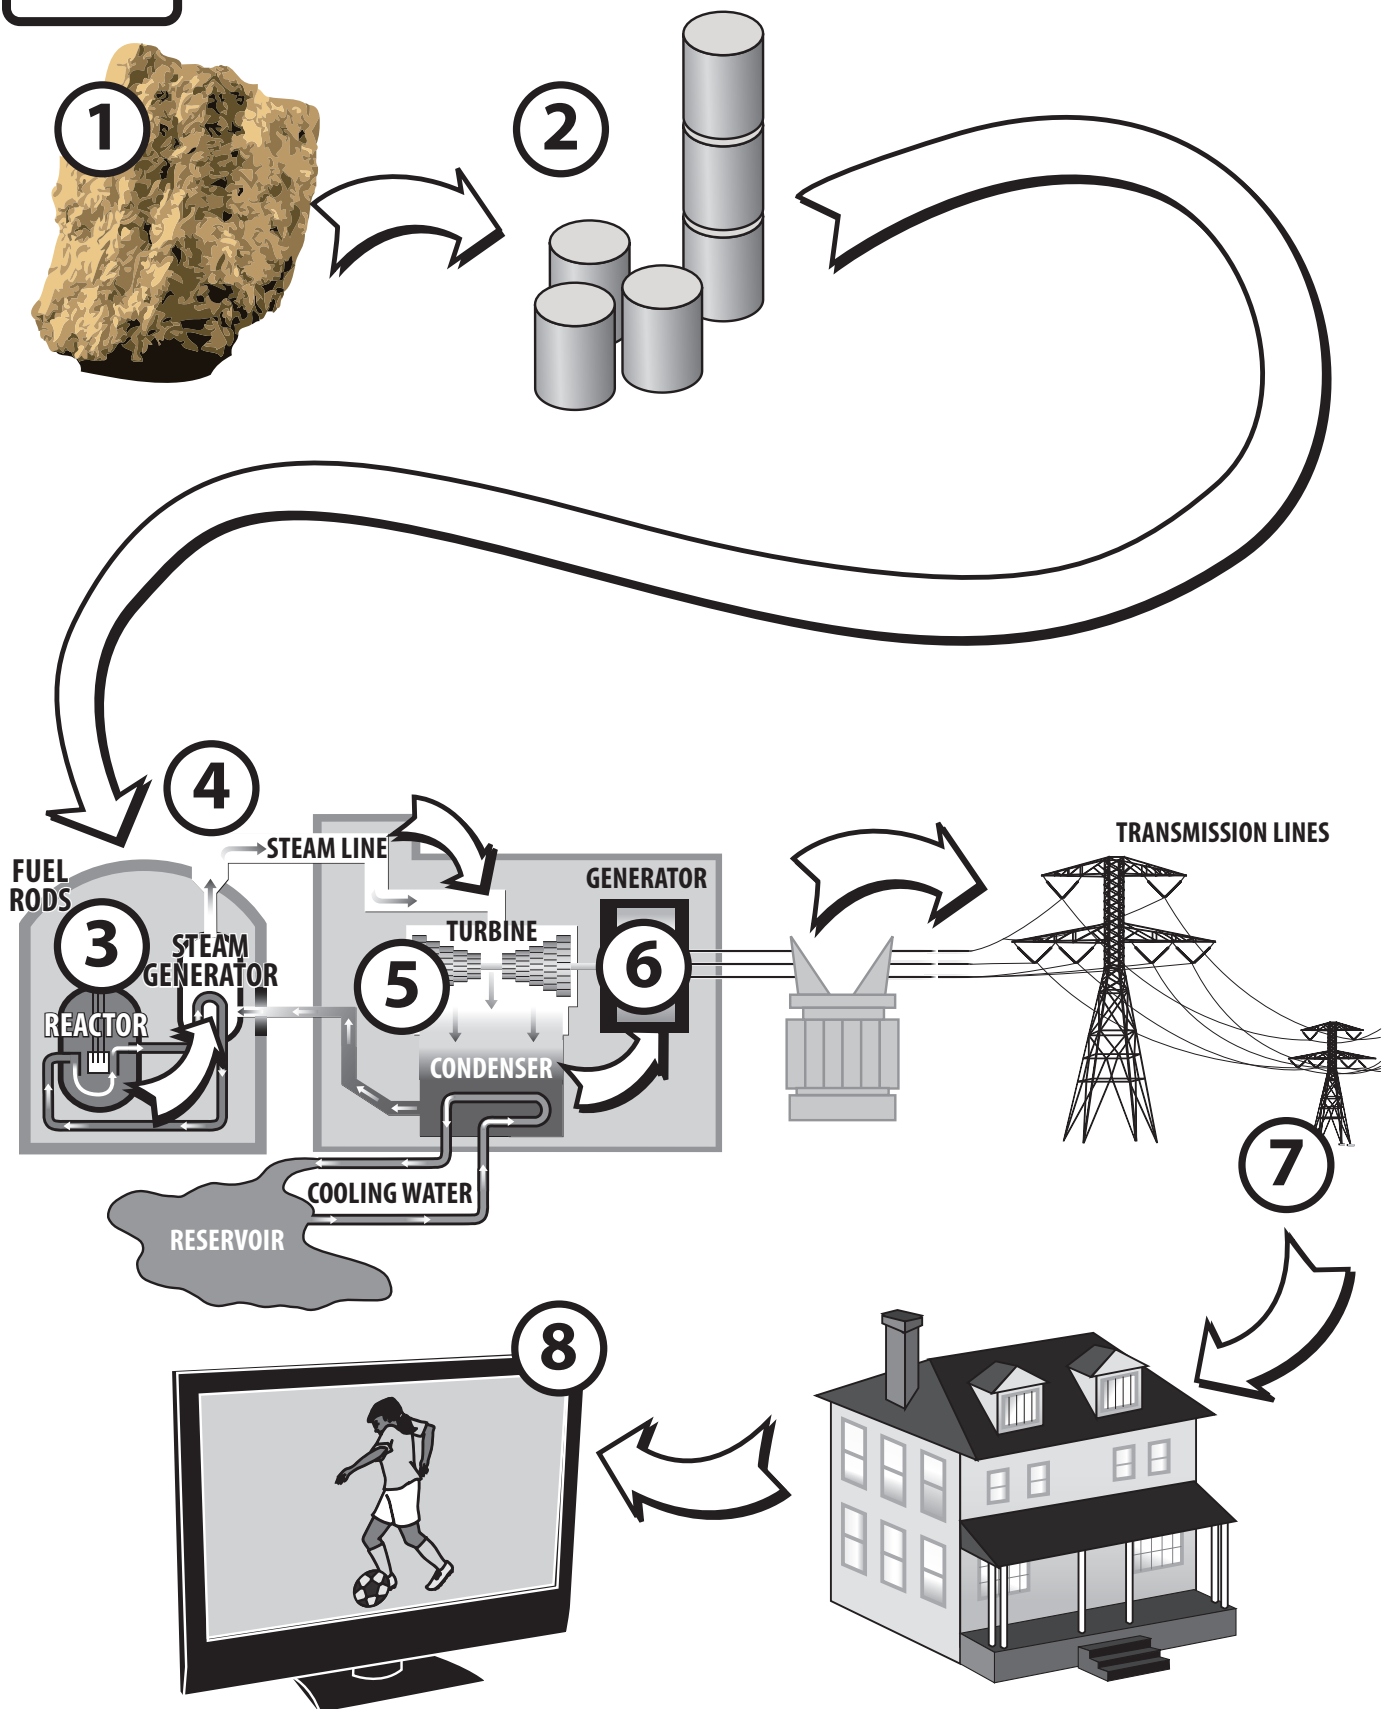 1
2
4
STEAM LINE
TRANSMISSION LINES
FUEL
RODS
GENERATOR
3
STEAM
GENERATOR
TURBINE
5
6
REACTOR
CONDENSER
7
COOLING WATER
RESERVOIR
8